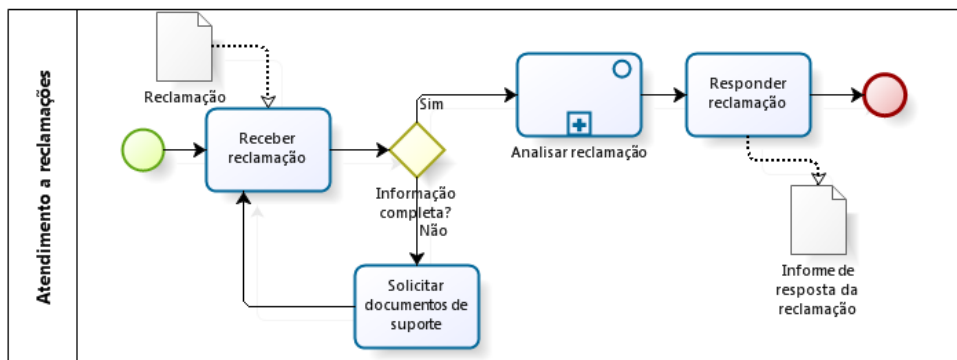 Atendimento a reclamações
Reclamação
Receber
reclamação
Sim
Informação
completa?
Não
Solicitar
documentos de
suporte
Analisar reclamação
Responder
reclamação
Informe de
resposta da
reclamação